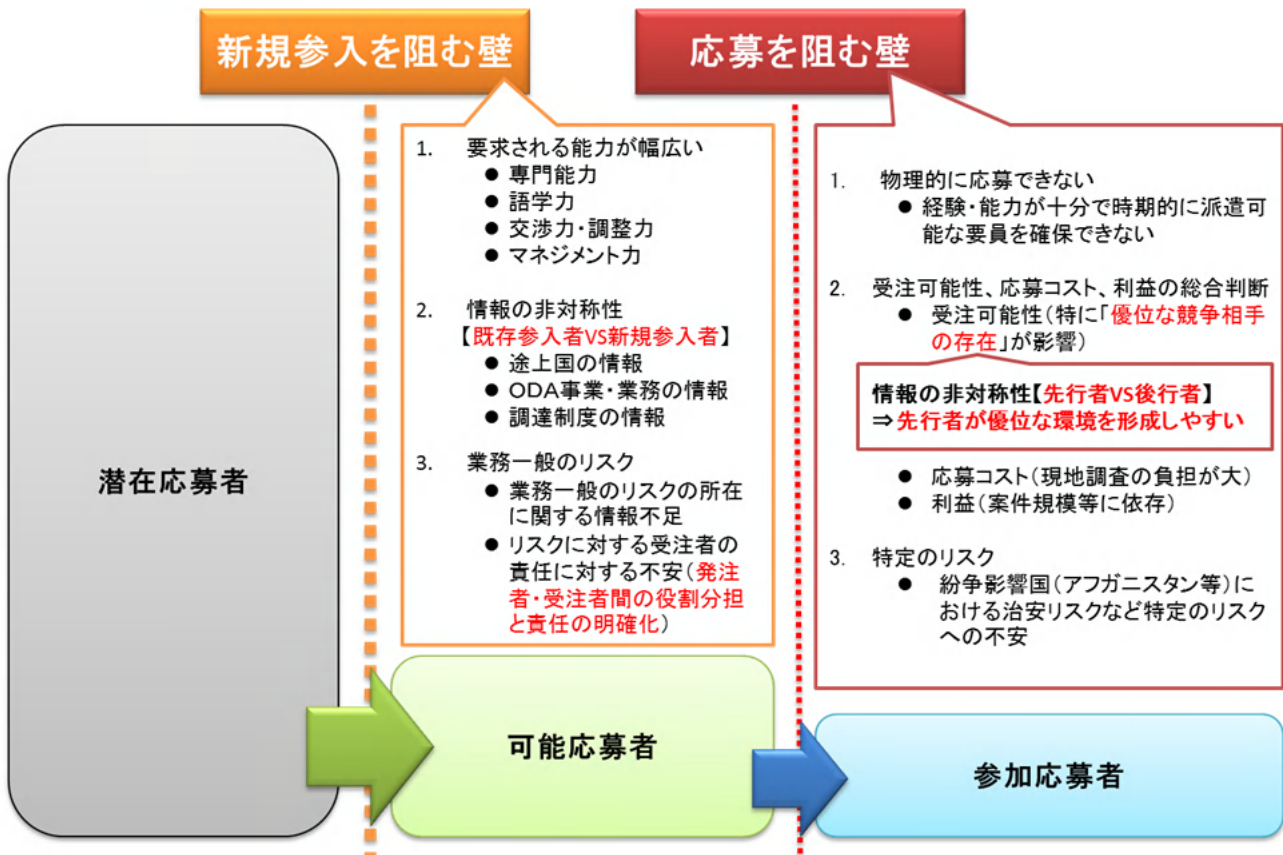 新規参入を阻む壁
応募を阻む壁
潜在応募者
1. 要求される能力が幅広い
● 専門能力
● 語学力
● 交渉力・調整力
● マネジメント力
2. 情報の非対称性
【既存参入者VS新規参入者】
● 途上国の情報
● ODA事業・業務の情報
● 調達制度の情報
3. 業務一般のリスク
● 業務一般のリスクの所在
に関する情報不足
● リスクに対する受注者の
責任に対する不安(発注
者・受注者間の役割分担
と責任の明確化)
可能応募者
1. 物理的に応募できない
● 経験・能力が十分で時期的に派遣可
能な要員を確保できない
2. 受注可能性、応募コスト、利益の総合判断
● 受注可能性(特に「優位な競争相手
の存在」が影響)
情報の非対称性【先行者VS後行者】
⇒先行者が優位な環境を形成しやすい
● 応募コスト(現地調査の負担が大)
● 利益(案件規模等に依存)
3. 特定のリスク
● 紛争影響国(アフガニスタン等)に
おける治安リスクなど特定のリスク
への不安
参加応募者